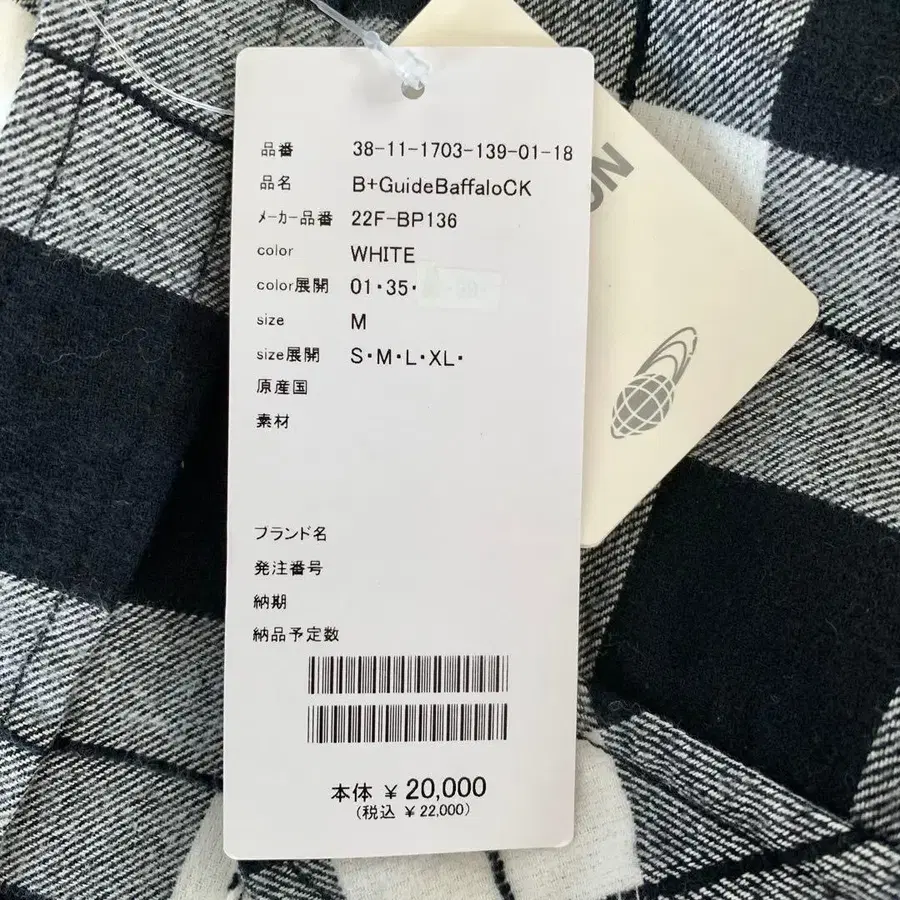 品番 38-11-1703-139-01-18
品名 B+GuideBaffaloCK
メーカー品番 22F-BP136
color WHITE
color展開 01・35・
size M
size展開 S・M・L・XL・
原産国
素材
ブランド名
発注番号
納期
納品予定数
本体 ¥ 20,000
(税込 ¥ 22,000)
ON